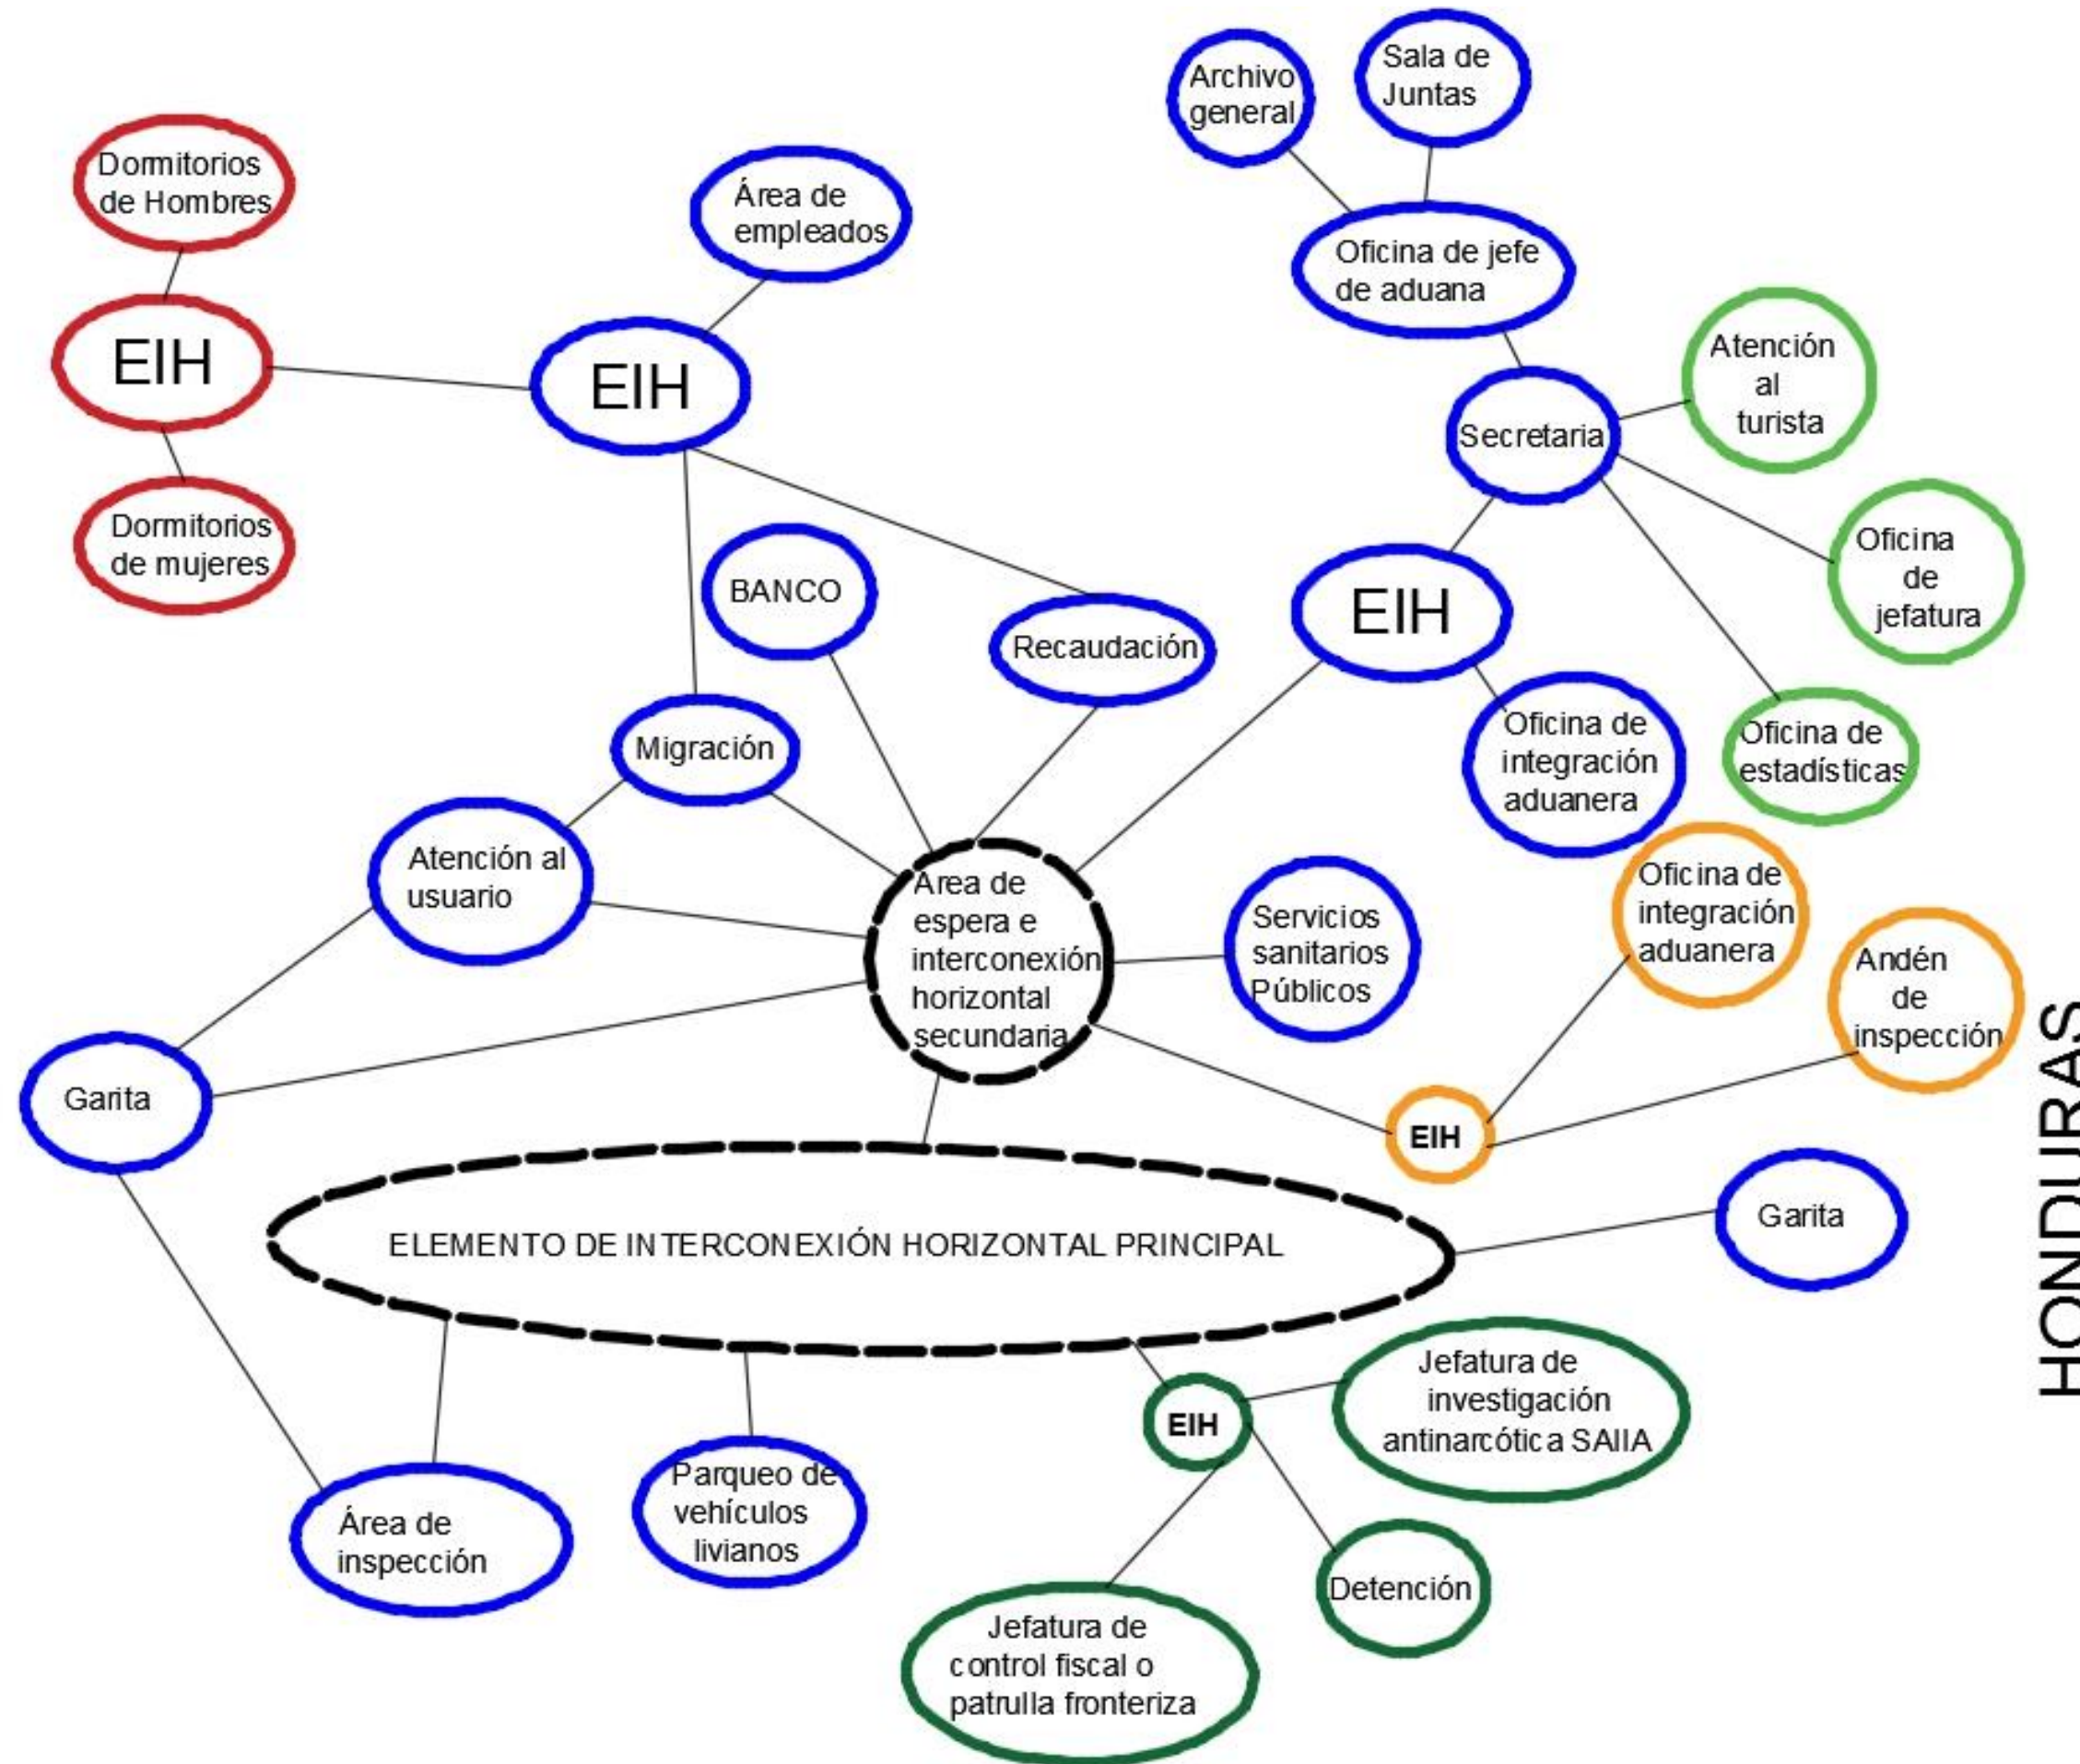 Archivo
general
Sala de
Juntas
Dormitorios
de Hombres
Área de
empleados
Oficina de jefe
de aduana
EIH
EIH
Atención
al
turista
Secretaria
Dormitorios
de mujeres
BANCO
Recaudación
EIH
Oficina
de
jefatura
Migración
Oficina de
integración
aduanera
Oficina de
estadísticas
Atención al
usuario
Area de
espera e
interconexión
horizontal
secundaria
Servicios
sanitarios
Públicos
Oficina de
integración
aduanera
Andén
de
inspección
Garita
EIH
HONDURAS
Garita
ELEMENTO DE INTERCONEXIÓN HORIZONTAL PRINCIPAL
EIH
Jefatura de
investigación
antinarcótica SAIIA
Área de
inspección
Parqueo de
vehículos
livianos
Detención
Jefatura de
control fiscal o
patrulla fronteriza